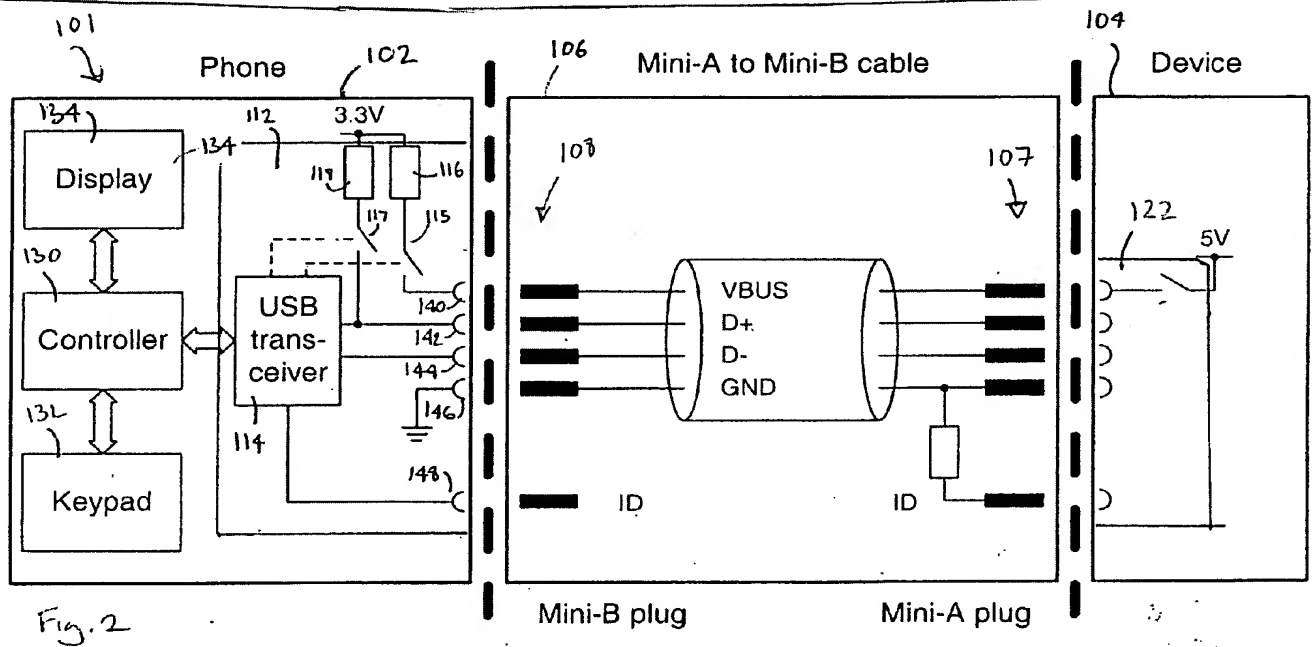 101
Phone
102
106
Mini-A to Mini-B cable
104
Device
134
Display
134
112
3.3V
118
116
117
115
108
107
122
5V
130
Controller
USB
trans-
ceiver
114
140
142
144
146
148
VBUS
D+
D-
GND
132
Keypad
ID
ID
Mini-B plug
Mini-A plug
Fig. 2